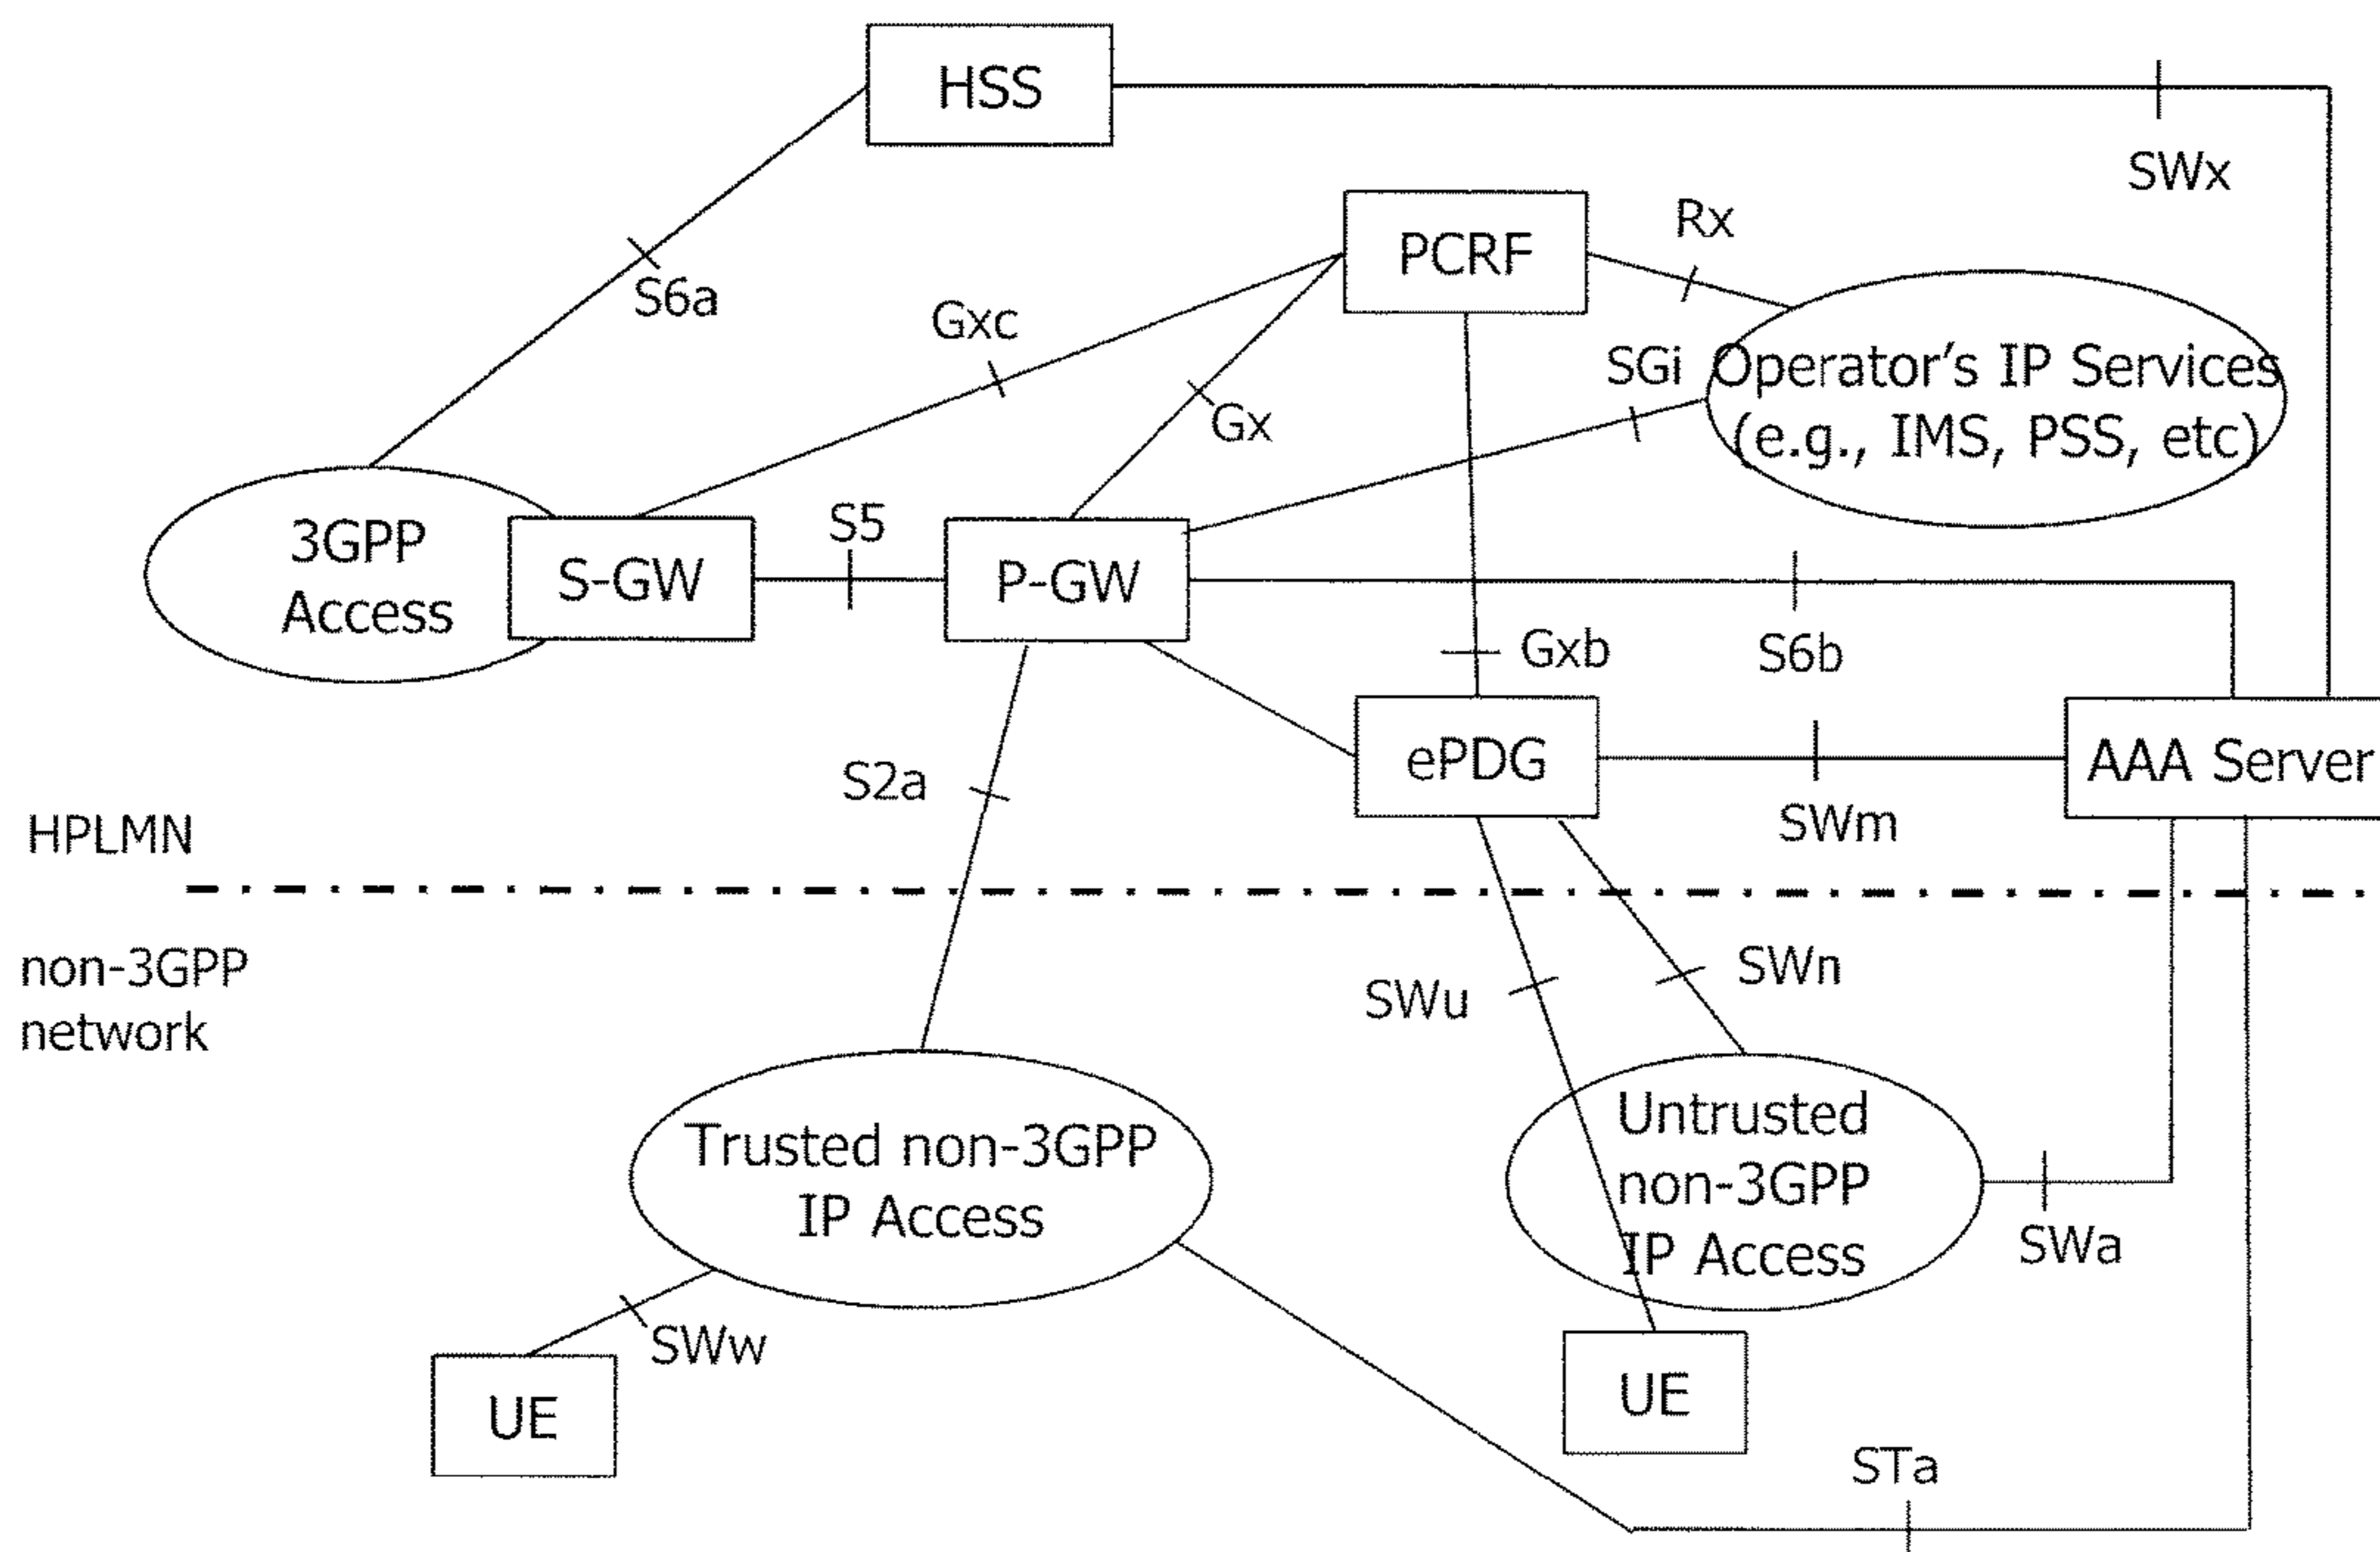 HSS
SWx
PCRF
Rx
S6a
Gxc
SGi
Operator's IP Services
(e.g., IMS, PSS, etc)
Gx
3GPP
Access
S-GW
S5
P-GW
Gxb
S6b
S2a
ePDG
SWm
AAA Server
HPLMN
non-3GPP
network
SWu
SWn
Trusted non-3GPP
IP Access
Untrusted
non-3GPP
IP Access
SWa
SWw
UE
UE
STa